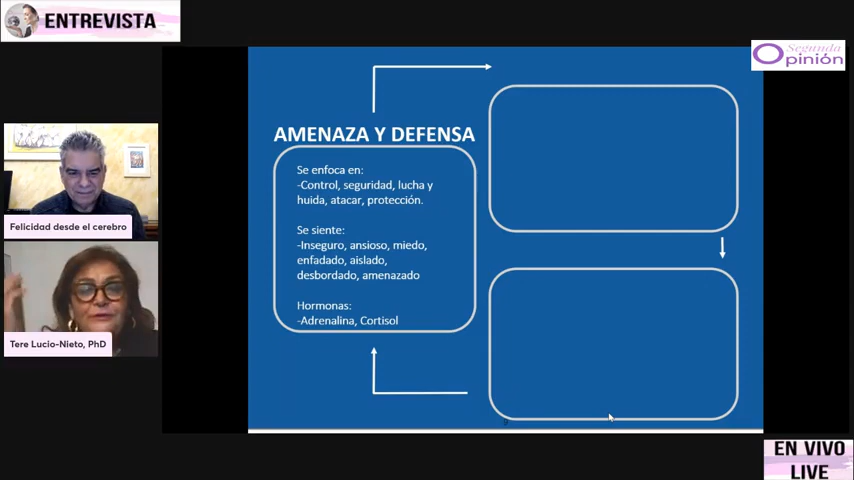 ENTREVISTA
Segunda
Opinión
AMENAZA Y DEFENSA
Se enfoca en:
-Control, seguridad, lucha y
huida, atacar, protección.
Se siente:
-Inseguro, ansioso, miedo,
enfadado, aislado,
desbordado, amenazado
Hormonas:
-Adrenalina, Cortisol
Felicidad desde el cerebro
Tere Lucio-Nieto, PhD
EN VIVO
LIVE